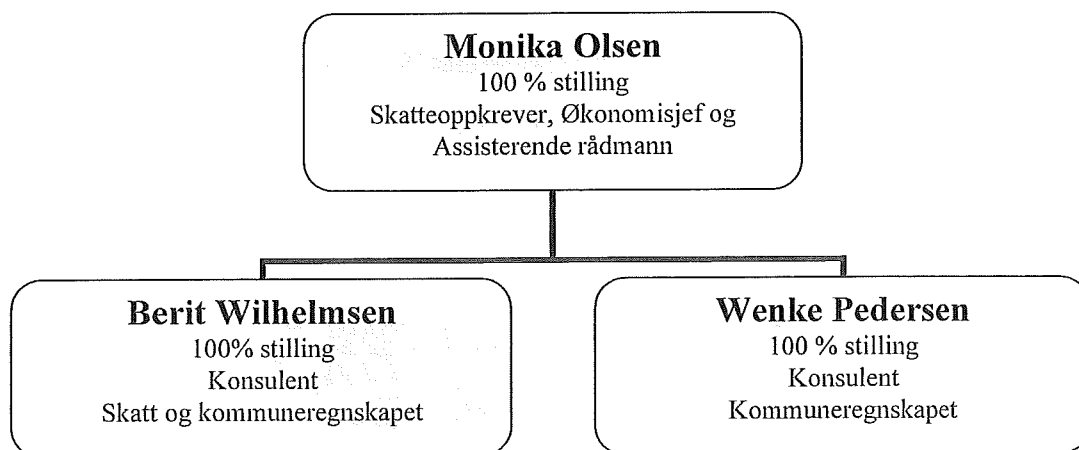 Monika Olsen
100 % stilling
Skatteoppkrever, Økonomisjef og
Assisterende rådmann
Berit Wilhelmsen
100% stilling
Konsulent
Skatt og kommuneregnskapet
Wenke Pedersen
100 % stilling
Konsulent
Kommuneregnskapet